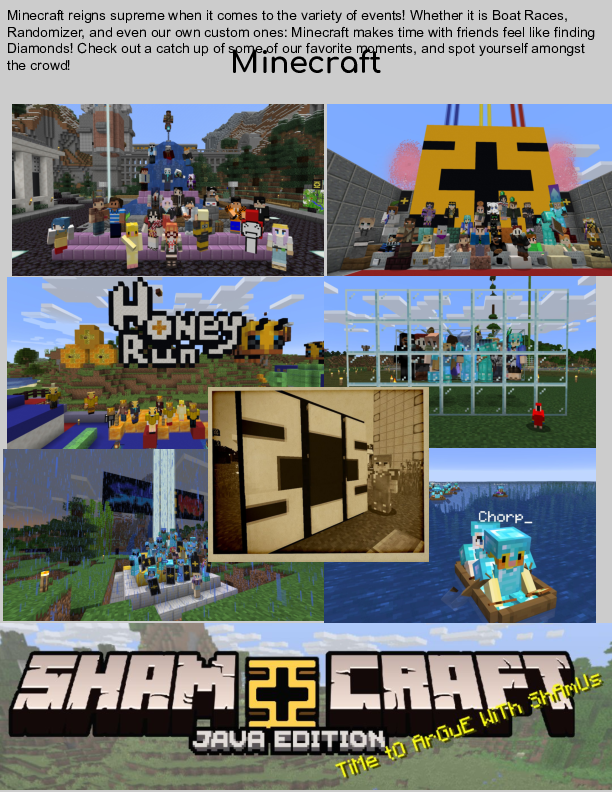 Minecraft reigns supreme when it comes to the variety of events! Whether it is Boat Races,
Randomizer, and even our own custom ones: Minecraft makes time with friends feel like finding
Diamonds! Check out a catch up of some of our favorite moments, and spot yourself amongst
the crowd!
Minecraft
Honey
Run
Chorp_
SHAM CRAFT
JAVA EDITION
TiMe tO ArGuE WiTh ShAmUs